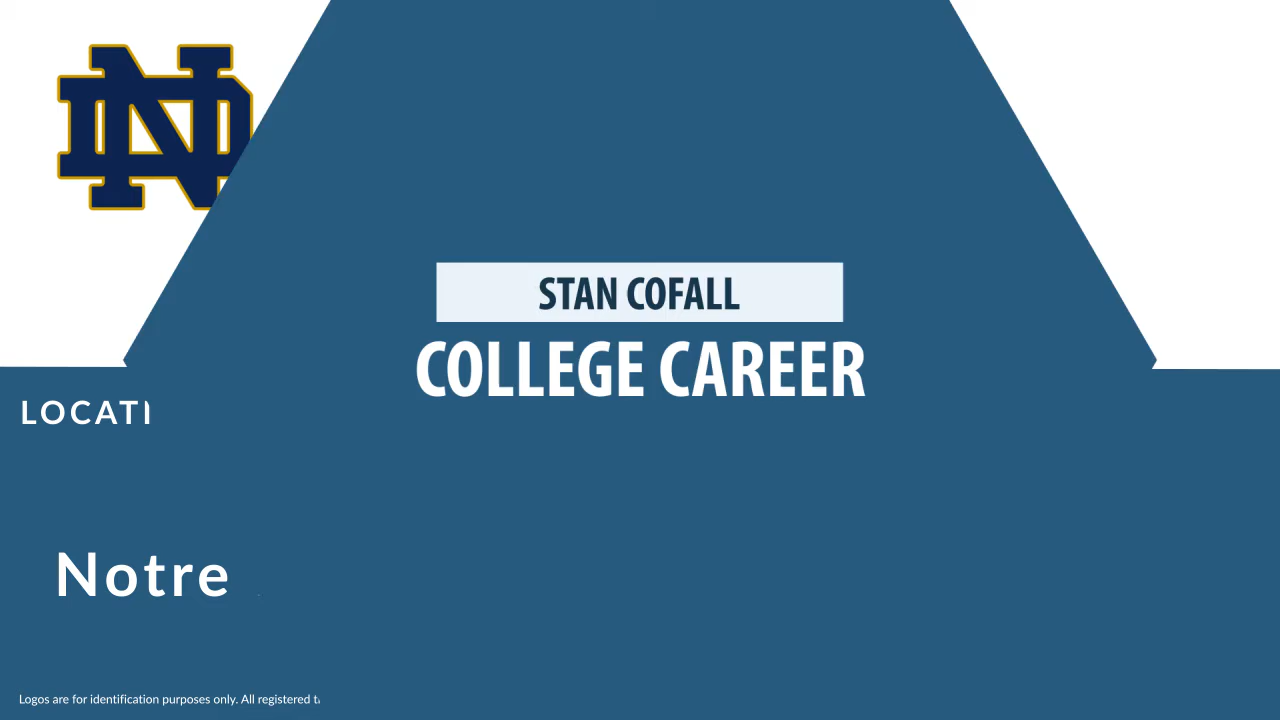 STAN COFALL
COLLEGE CAREER
LOCATI
Notre
Logos are for identification purposes only. All registered